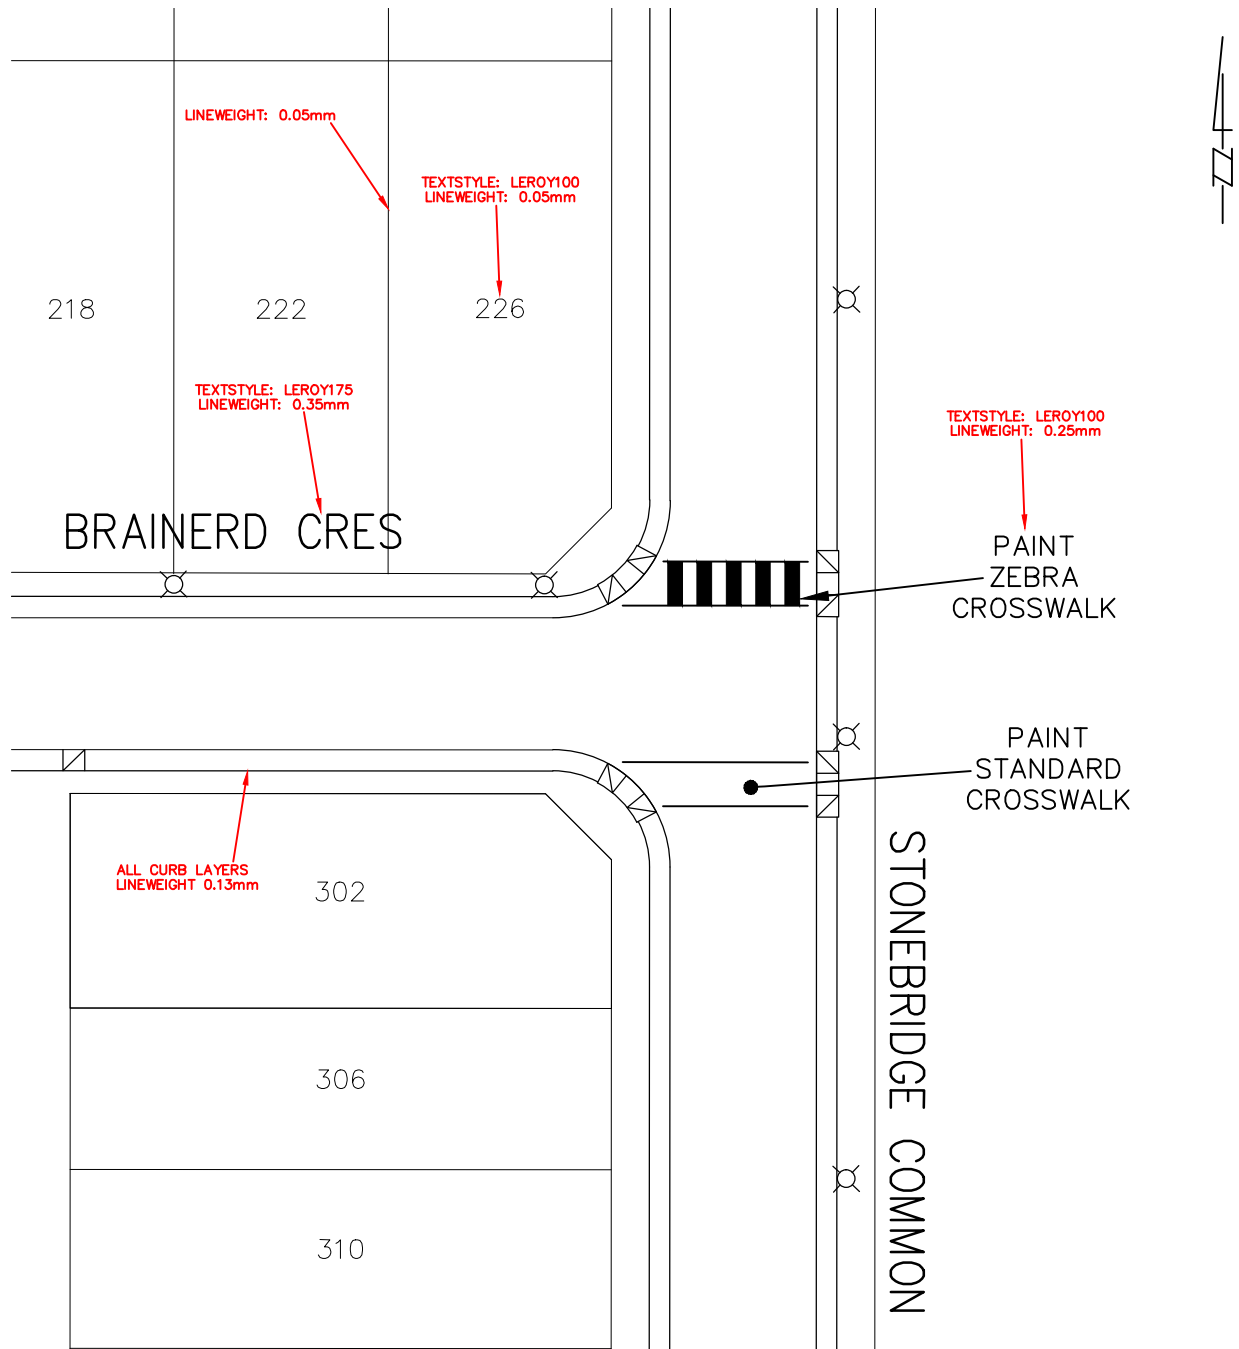 LINEWEIGHT: 0.05mm
TEXTSTYLE: LEROY100
LINEWEIGHT: 0.05mm
218
222
226
TEXTSTYLE: LEROY175
LINEWEIGHT: 0.35mm
BRAINERD CRES
TEXTSTYLE: LEROY100
LINEWEIGHT: 0.25mm
PAINT
ZEBRA
CROSSWALK
PAINT
STANDARD
CROSSWALK
ALL CURB LAYERS
LINEWEIGHT 0.13mm
302
306
310
STONEBRIDGE COMMON
N